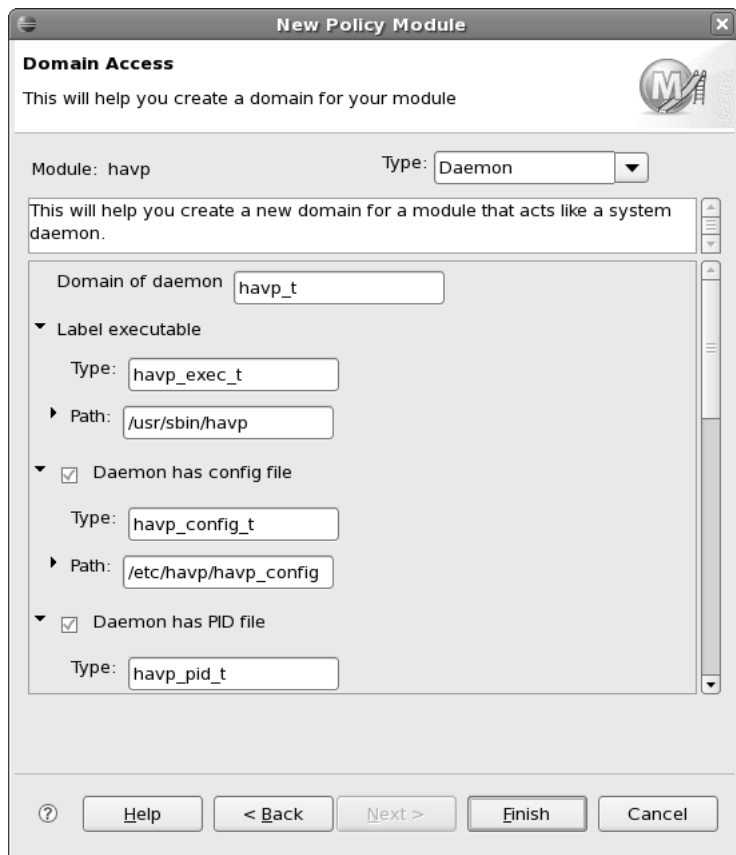 New Policy Module
Domain Access
This will help you create a domain for your module
M
Module: havp
Type: Daemon
This will help you create a new domain for a module that acts like a system
daemon.
Domain of daemon havp_t
Label executable
Type: havp_exec_t
Path: /usr/sbin/havp
Daemon has config file
Type: havp_config_t
Path: /etc/havp/havp_config
Daemon has PID file
Type: havp_pid_t
? Help < Back Next > Finish Cancel